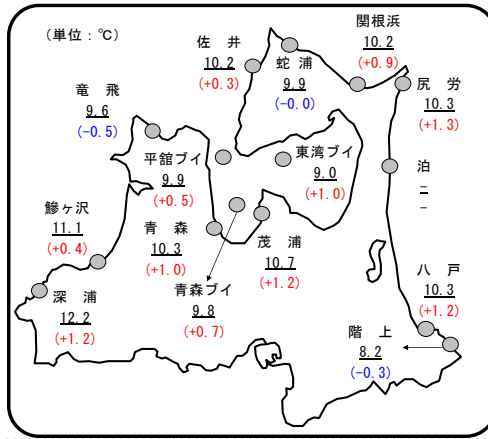 (単位：℃)
佐 井
10.2
(+0.3)
蛇 浦
9.9
(-0.0)
関根浜
10.2
(+0.9)
尻 労
10.3
(+1.3)
竜 飛
9.6
(-0.5)
平舘ブイ
9.9
(+0.5)
東湾ブイ
9.0
(+1.0)
泊
－
－
鰺ヶ沢
11.1
(+0.4)
青 森
10.3
(+1.0)
茂 浦
10.7
(+1.2)
深 浦
12.2
(+1.2)
青森ブイ
9.8
(+0.7)
八 戸
10.3
(+1.2)
階 上
8.2
(-0.3)